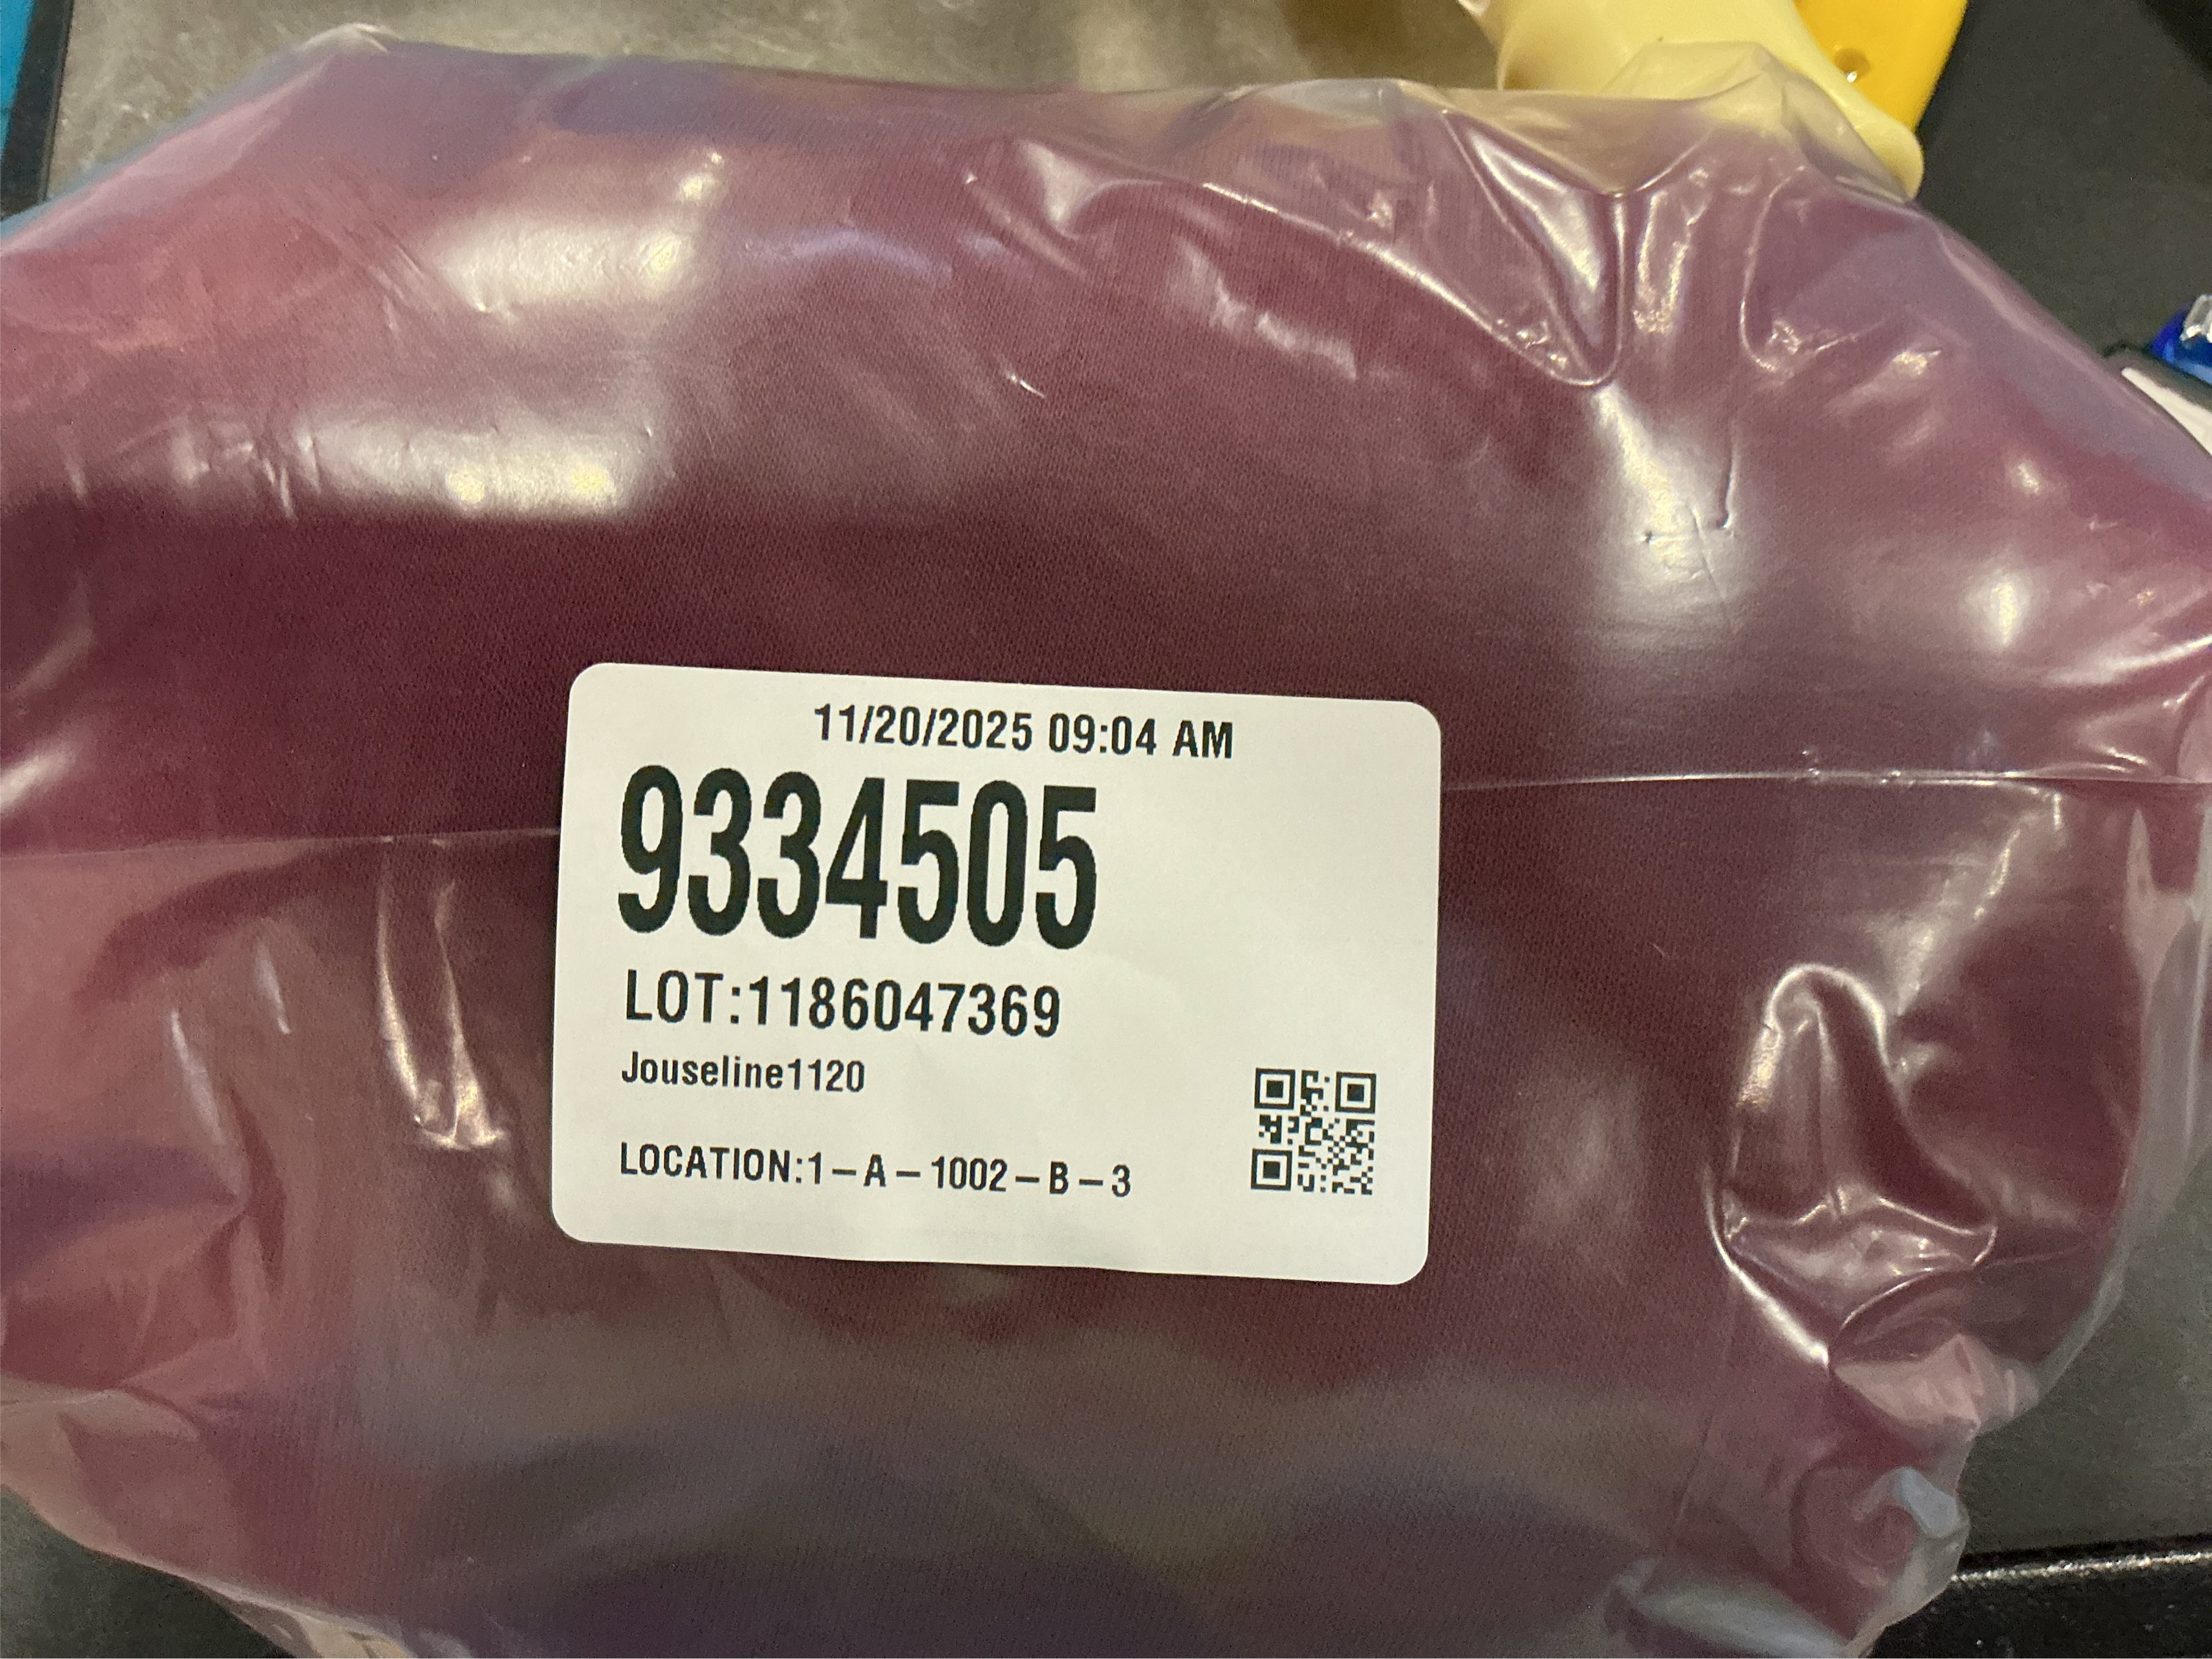 11/20/2025 09:04 AM
9334505
LOT:1186047369
Jouseline1120
LOCATION:1-A-1002-B-3